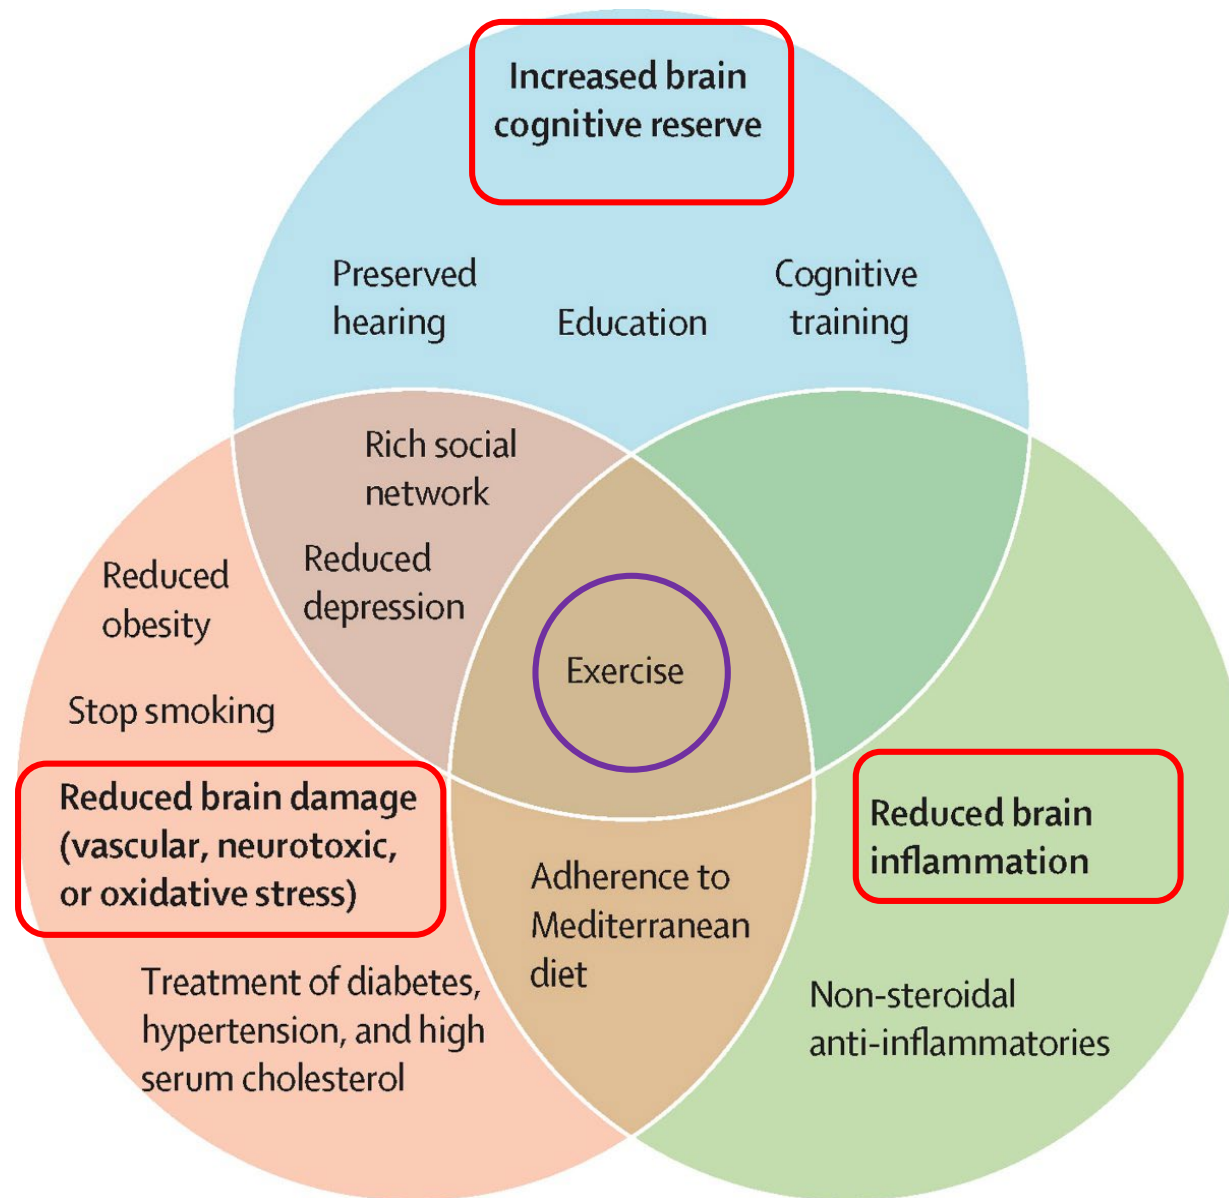 Increased brain
cognitive reserve
Preserved
hearing
Education
Cognitive
training
Rich social
network
Reduced
depression
Reduced
obesity
Stop smoking
Exercise
Reduced brain damage
(vascular, neurotoxic,
or oxidative stress)
Reduced brain
inflammation
Adherence to
Mediterranean
diet
Treatment of diabetes,
hypertension, and high
serum cholesterol
Non-steroidal
anti-inflammatories